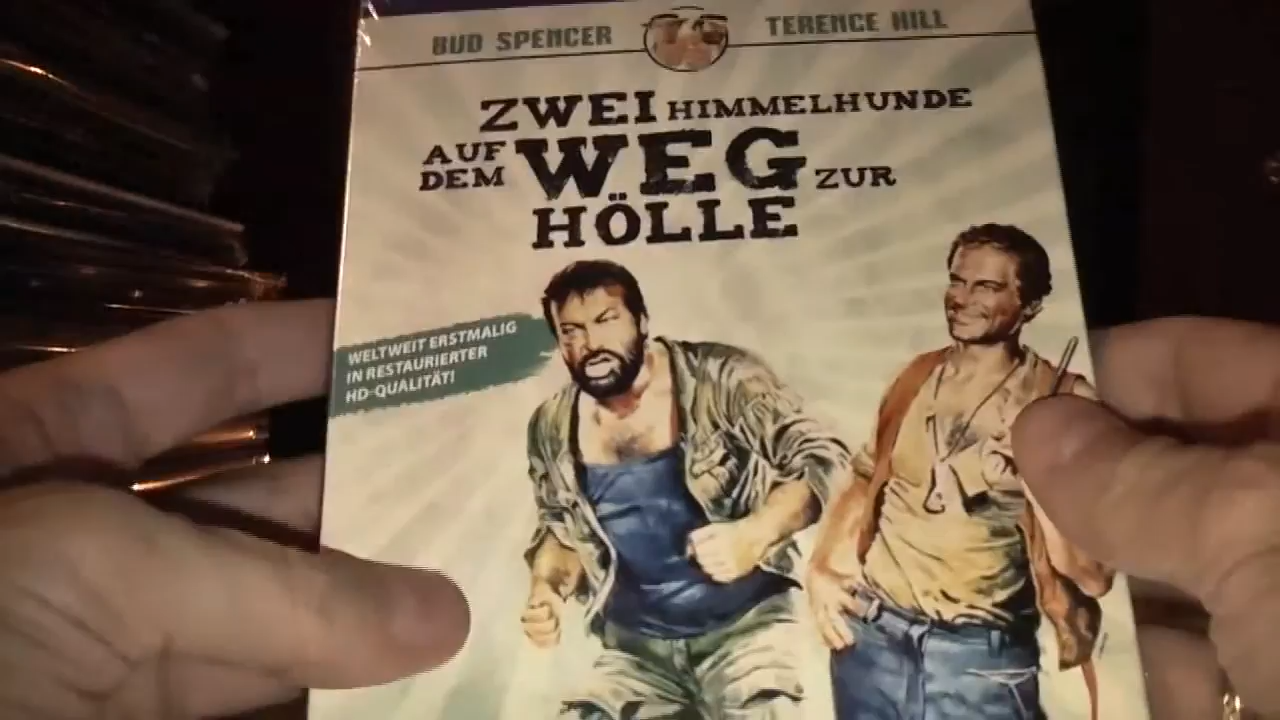 BUD SPENCER TERENCE HILL
ZWEI HIMMELHUNDE
AUF DEM WEG ZUR
HÖLLE
WELTWEIT ERSTMALIG
IN RESTAURIERTER
HD-QUALITÄT!